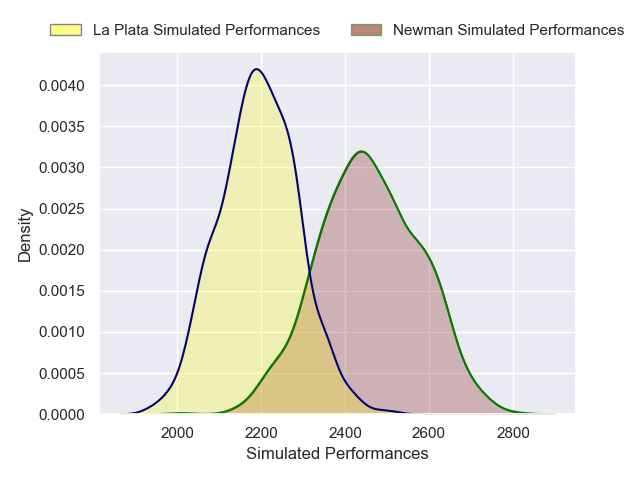 La Plata Simulated Performances
Newman Simulated Performances
0.0040
0.0035
0.0030
0.0025
0.0020
0.0015
0.0010
0.0005
0.0000
Density
2000 2200 2400 2600 2800
Simulated Performances